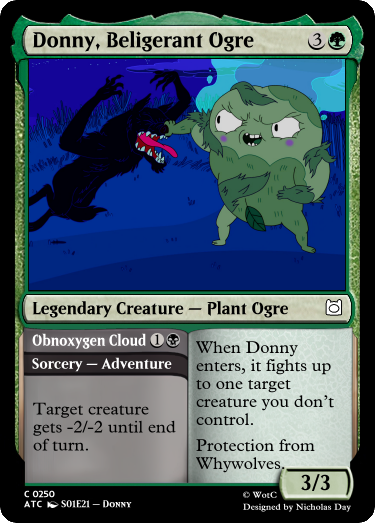 Donny, Beligerant Ogre 3
Legendary Creature — Plant Ogre
Obnoxygen Cloud 1
Sorcery — Adventure
Target creature
gets -2/-2 until end
of turn.
When Donny
enters, it fights up
to one target
creature you don't
control.
Protection from
Whywolves.
3/3
C 0250
ATC S01E21 – Donny
© WotC
Designed by Nicholas Day